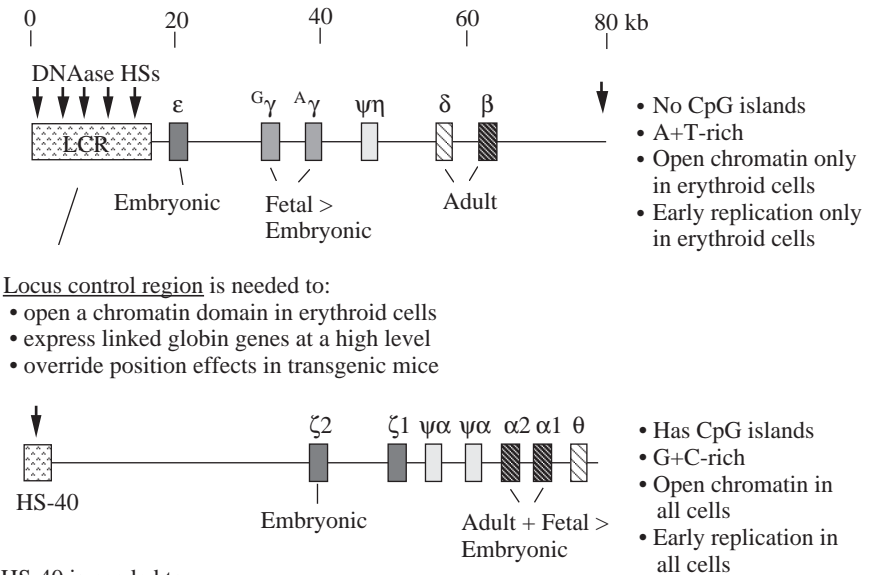 0 20 40 60 80 kb
DNAase HSs
ε Gγ Aγ ψη δ β
LCR
Embryonic
Fetal >
Embryonic
Adult
• No CpG islands
• A+T-rich
• Open chromatin only
in erythroid cells
• Early replication only
in erythroid cells
Locus control region is needed to:
• open a chromatin domain in erythroid cells
• express linked globin genes at a high level
• override position effects in transgenic mice
ζ2 ζ1 ψα ψα α2 α1 θ
HS-40
Embryonic
Adult + Fetal >
Embryonic
• Has CpG islands
• G+C-rich
• Open chromatin in
all cells
• Early replication in
all cells